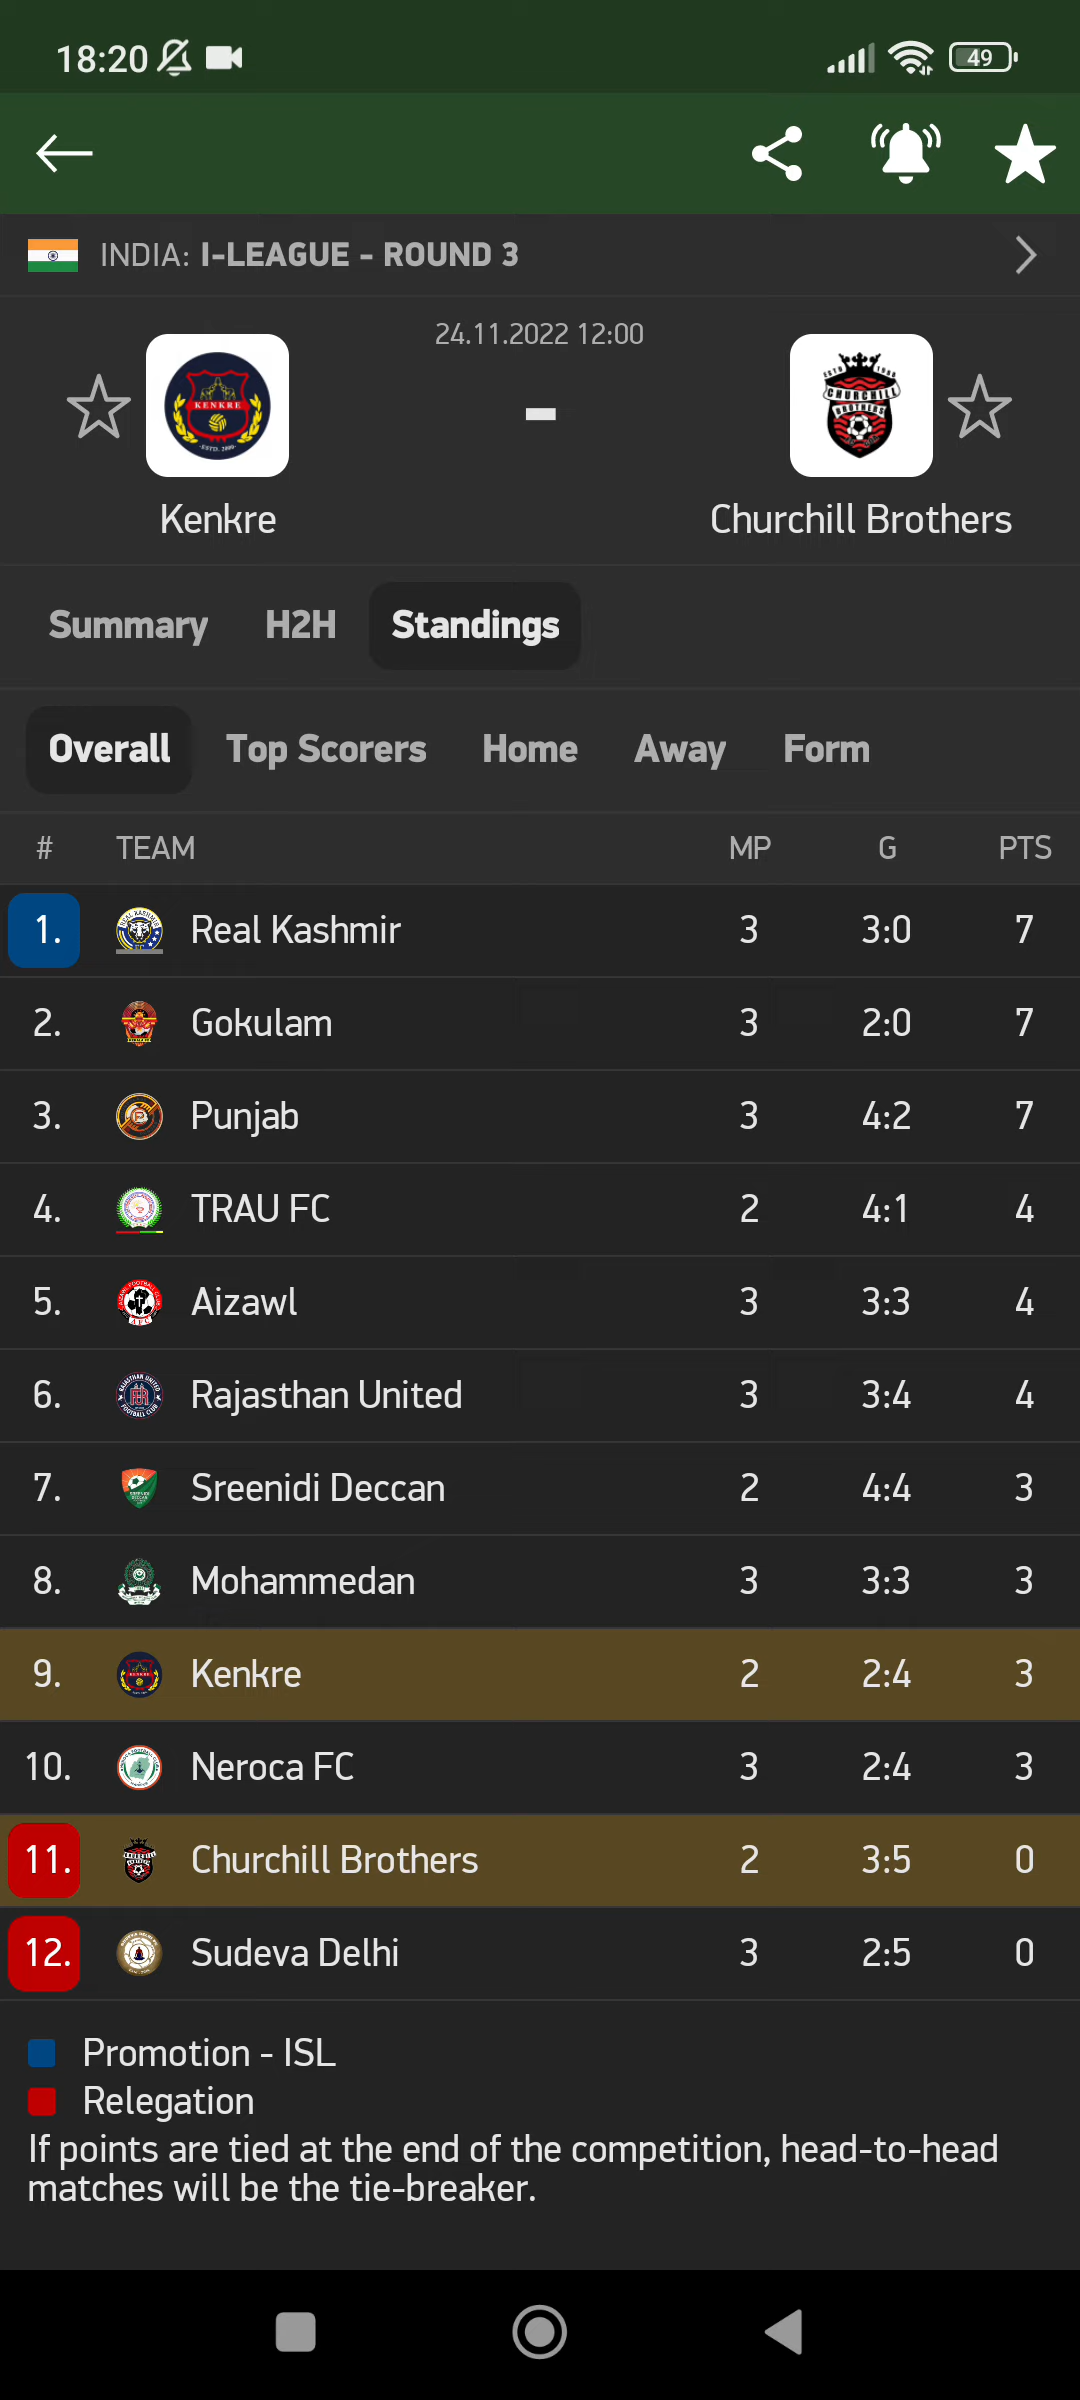 18:20 49
INDIA: I-LEAGUE - ROUND 3
24.11.2022 12:00
KENKRE
CHURCHILL
BROTHERS
-
Kenkre Churchill Brothers
Summary H2H Standings
Overall Top Scorers Home Away Form
# TEAM MP G PTS
1. Real Kashmir 3 3:0 7
2. Gokulam 3 2:0 7
3. Punjab 3 4:2 7
4. TRAU FC 2 4:1 4
5. Aizawl 3 3:3 4
6. Rajasthan United 3 3:4 4
7. Sreenidi Deccan 2 4:4 3
8. Mohammedan 3 3:3 3
9. Kenkre 2 2:4 3
10. Neroca FC 3 2:4 3
11. Churchill Brothers 2 3:5 0
12. Sudeva Delhi 3 2:5 0
Promotion - ISL
Relegation
If points are tied at the end of the competition, head-to-head
matches will be the tie-breaker.